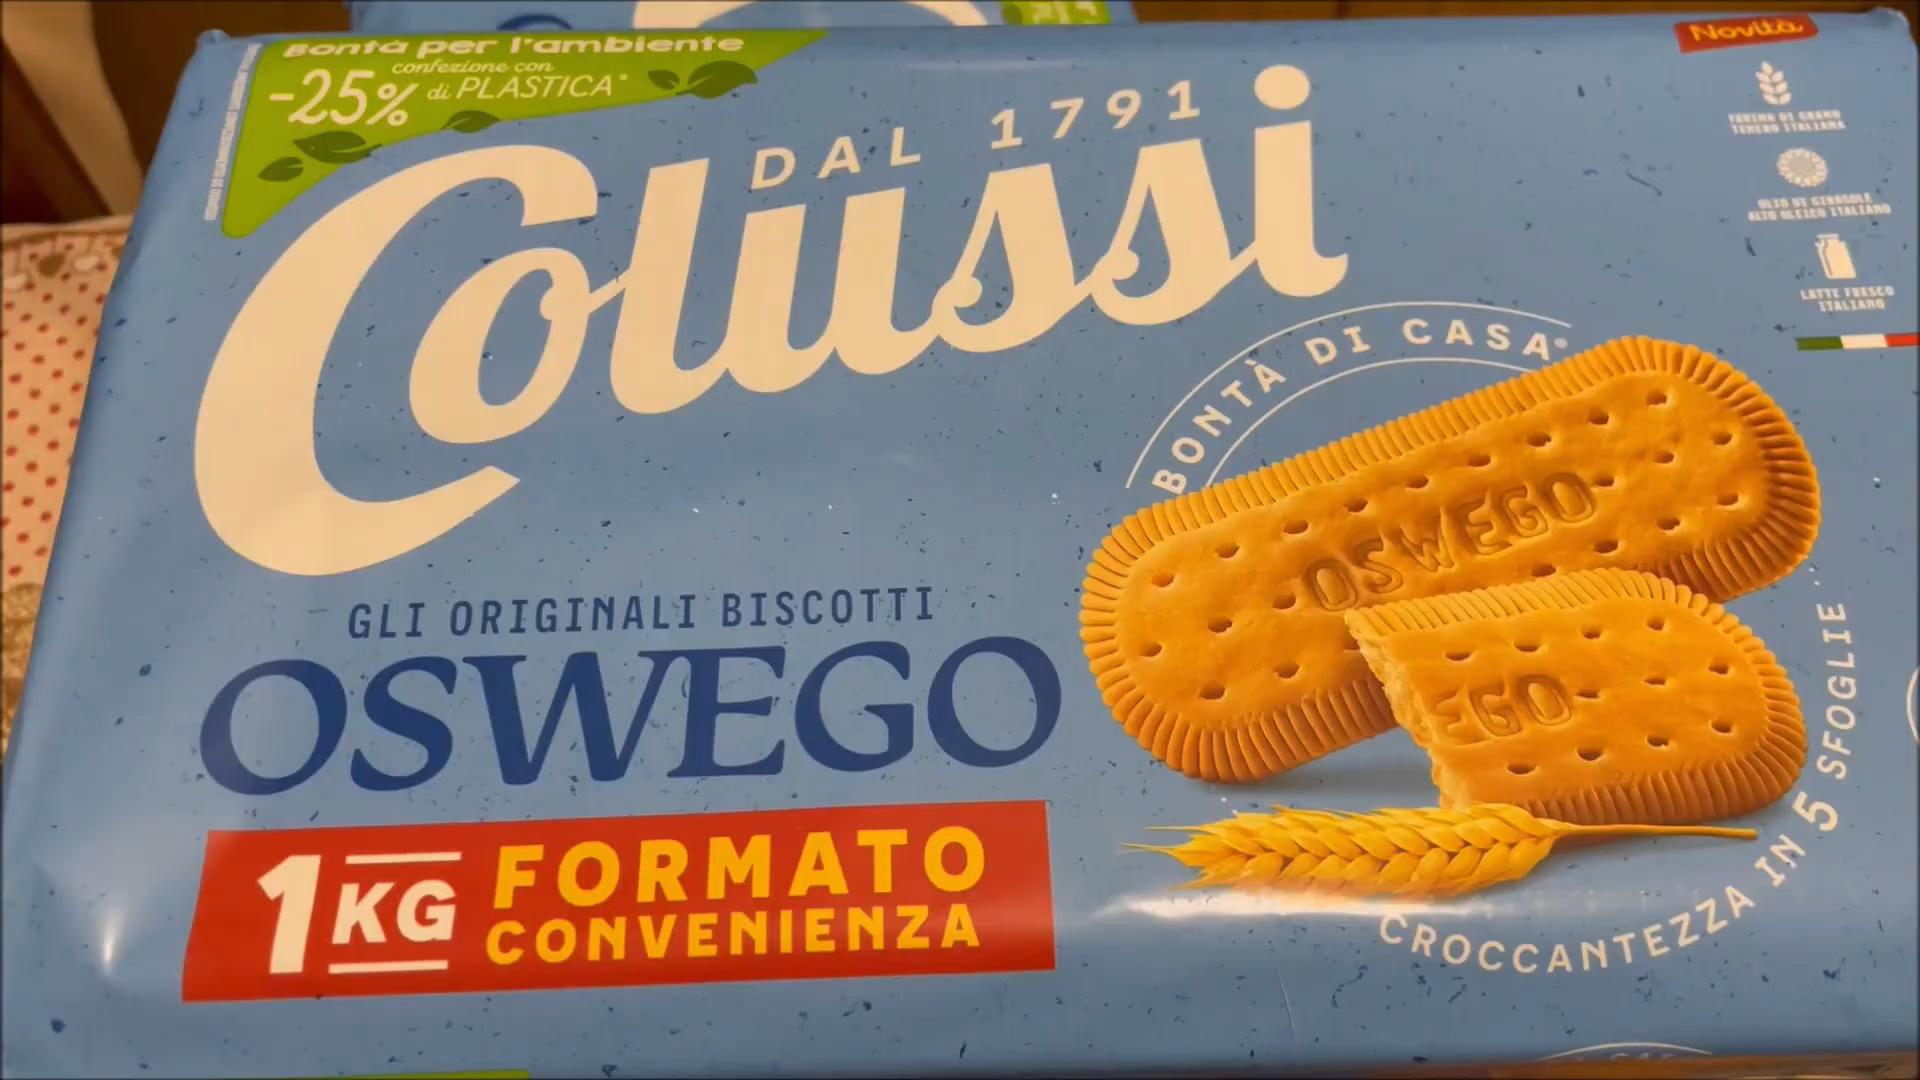 Bontà per l'ambiente
confezione con
-25% di PLASTICA*
Novità
DAL 1791
Colussi
FARINA DI GRANO
TENERO ITALIANA
OLIO DI GIRASOLE
ALTO OLEICO ITALIANO
LATTE FRESCO
ITALIANO
BONTÀ DI CASA®
OSWEGO
EGO
GLI ORIGINALI BISCOTTI
OSWEGO
1 KG FORMATO
CONVENIENZA
CROCCANTEZZA IN 5 SFOGLIE